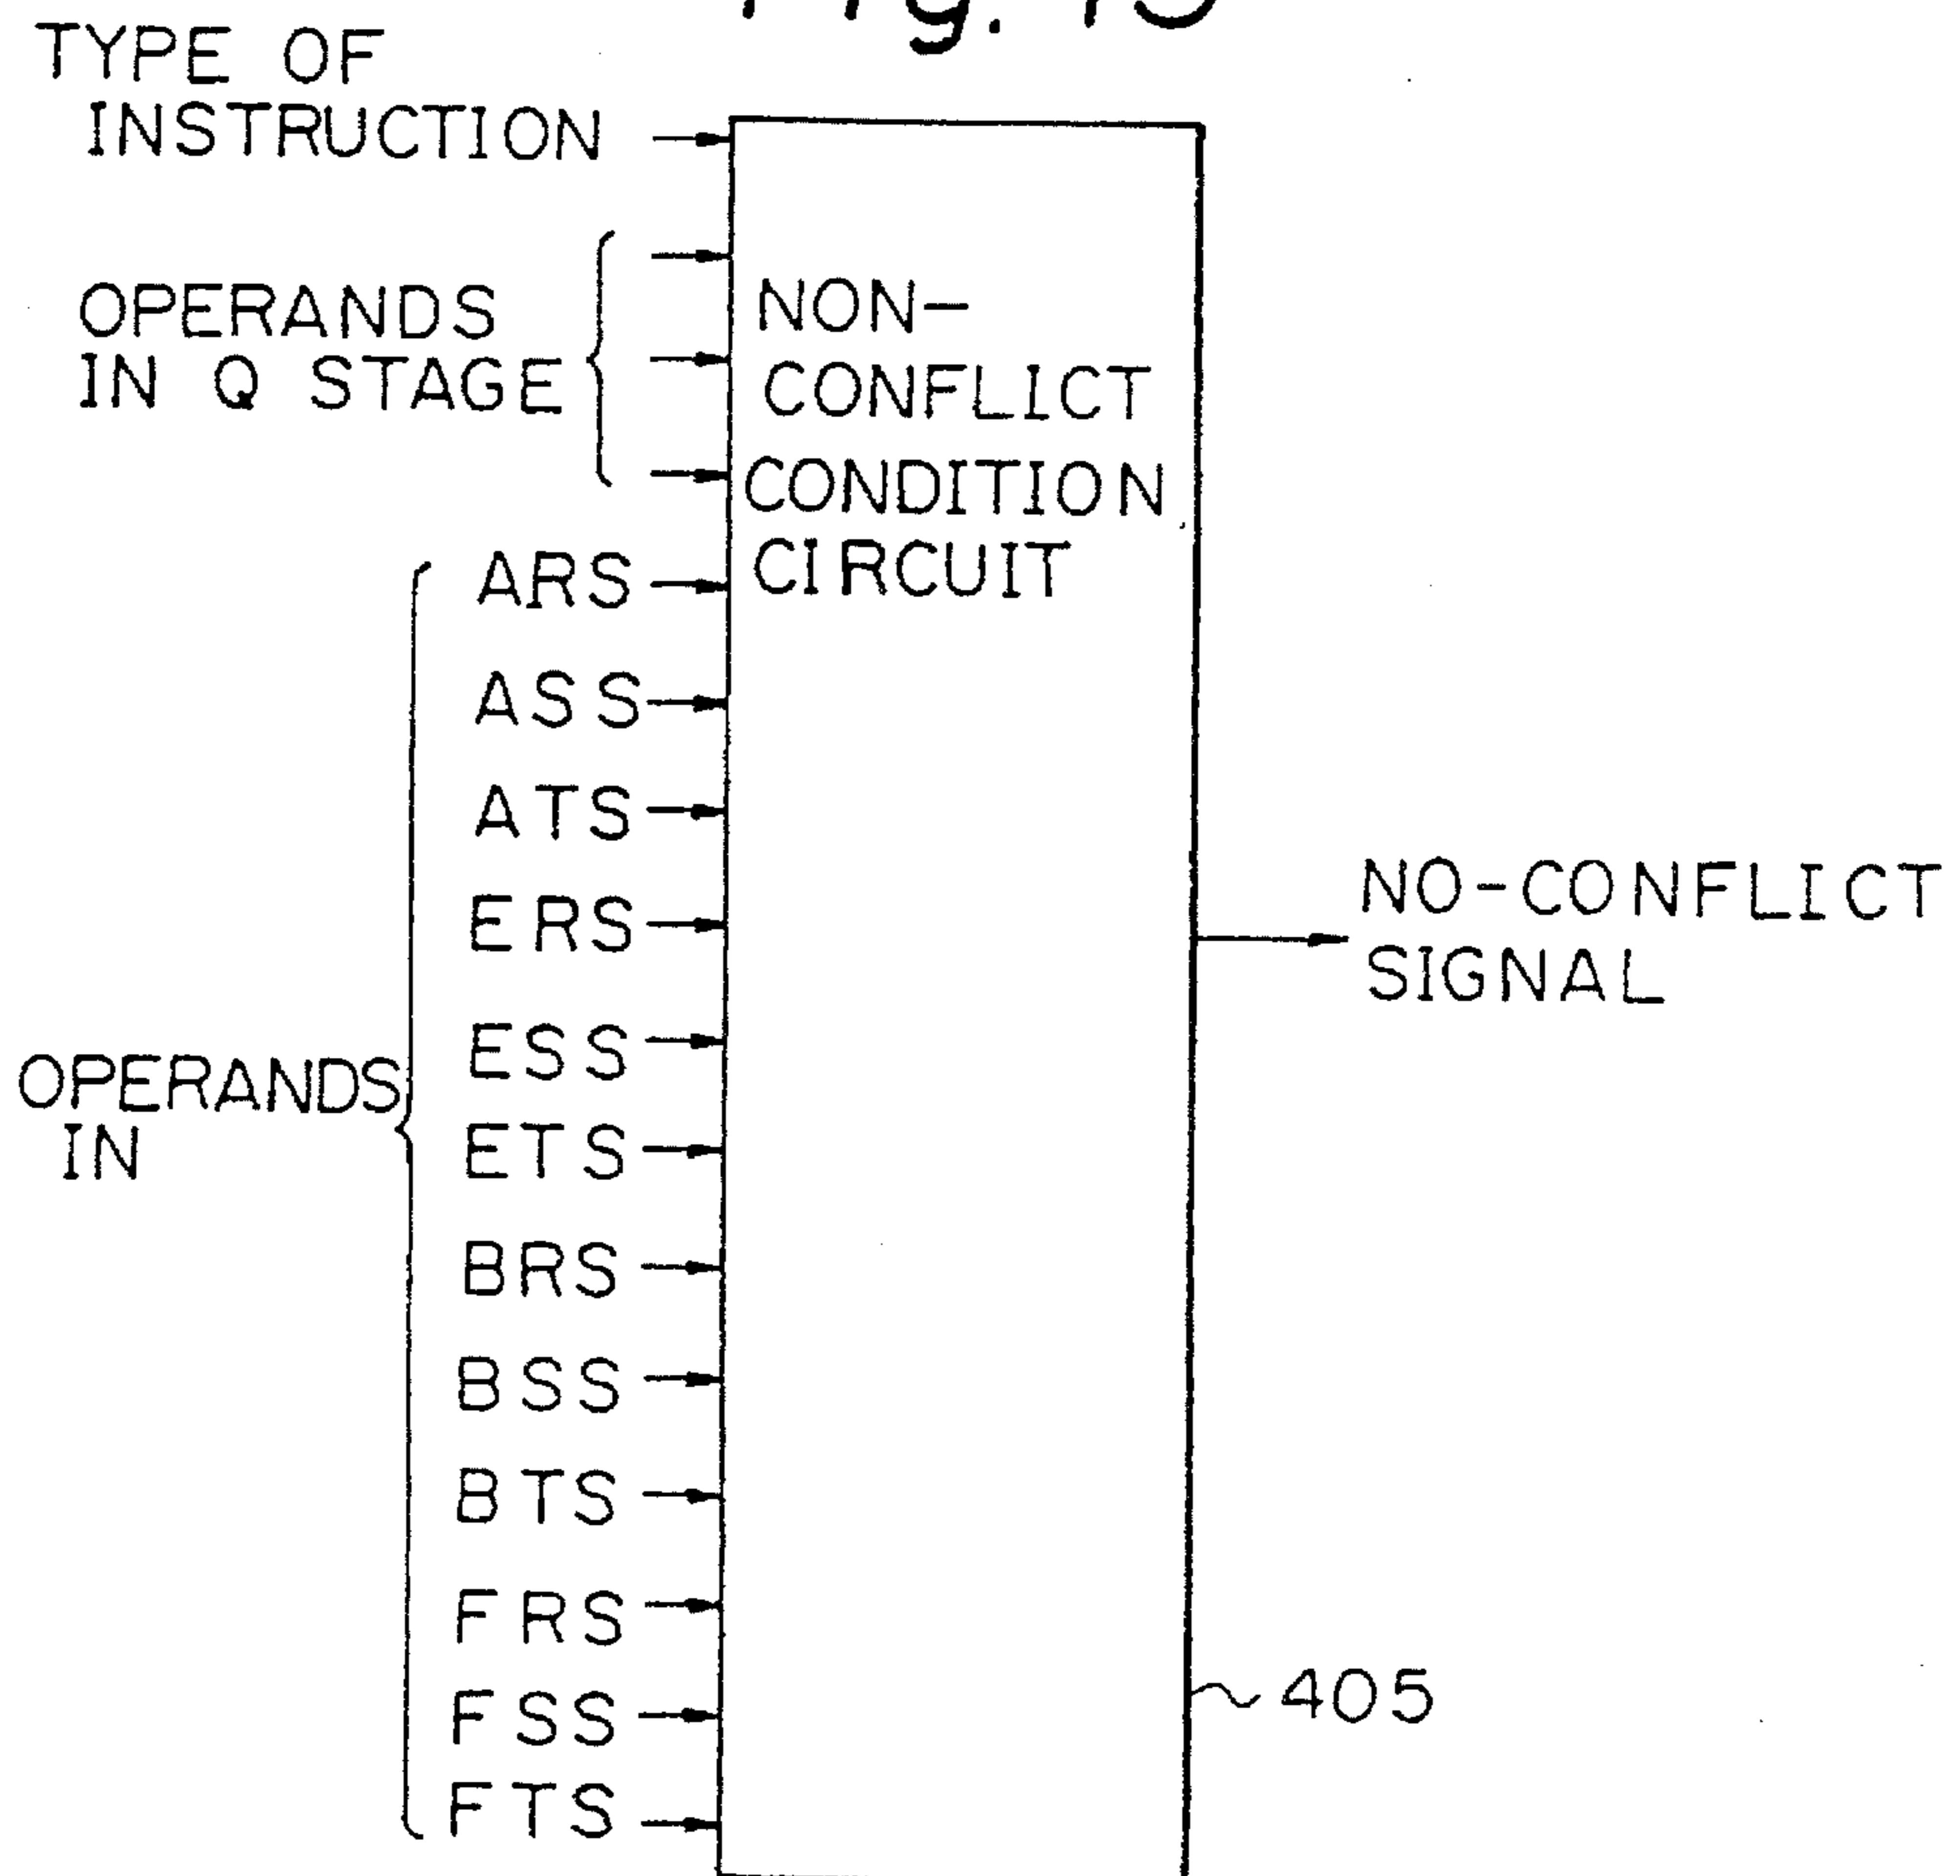 TYPE OF
INSTRUCTION
OPERANDS
IN Q STAGE
NON-
CONFLICT
CONDITION
CIRCUIT
ARS
ASS
ATS
ERS
ESS
ETS
BRS
BSS
BTS
FRS
FSS
FTS
OPERANDS
IN
NO-CONFLICT
SIGNAL
405